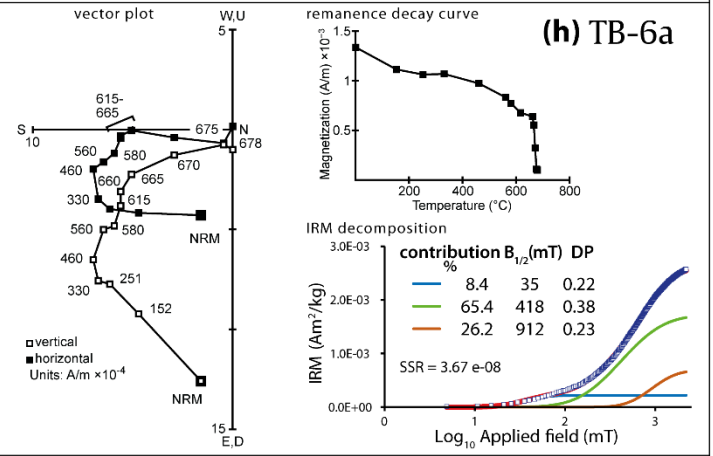 vector plot
W,U
5
615-
665
S
10
N
675
678
560
580
670
460
660
665
330
615
NRM
560
580
460
251
330
152
vertical
horizontal
Units: A/m ×10⁻⁴
NRM
15
E,D
remanence decay curve
(h) TB-6a
Magnetization (A/m) ×10⁻³
1.5
1
0.5
0
200
400
600
800
Temperature (°C)
IRM decomposition
IRM (Am²/kg)
3.0E-03
2.0E-03
1.0E-03
0.0E+00
contribution B1/2(mT) DP
%
8.4 35 0.22
65.4 418 0.38
26.2 912 0.23
SSR = 3.67 e-08
0 1 2 3
Log₁₀ Applied field (mT)